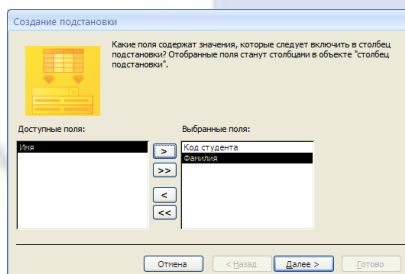 Создание подстановки
Какие поля содержат значения, которые следует включить в столбец
подстановки? Отобранные поля станут столбцами в объекте "столбец
подстановки".
Доступные поля:
Выбранные поля:
Имя
Код студента
Фамилия
>
>>
<
<<
Отмена
< Назад
Далее >
Готово